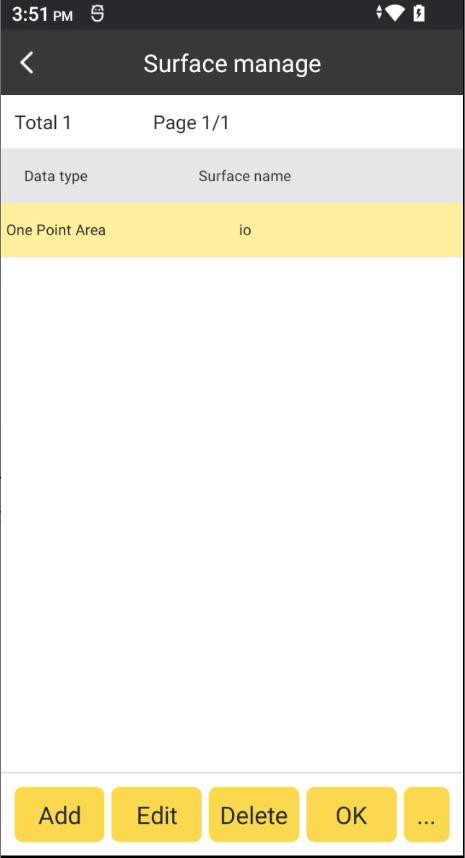 3:51 PM
Surface manage
Total 1 Page 1/1
Data type Surface name
One Point Area io
Add Edit Delete OK ...